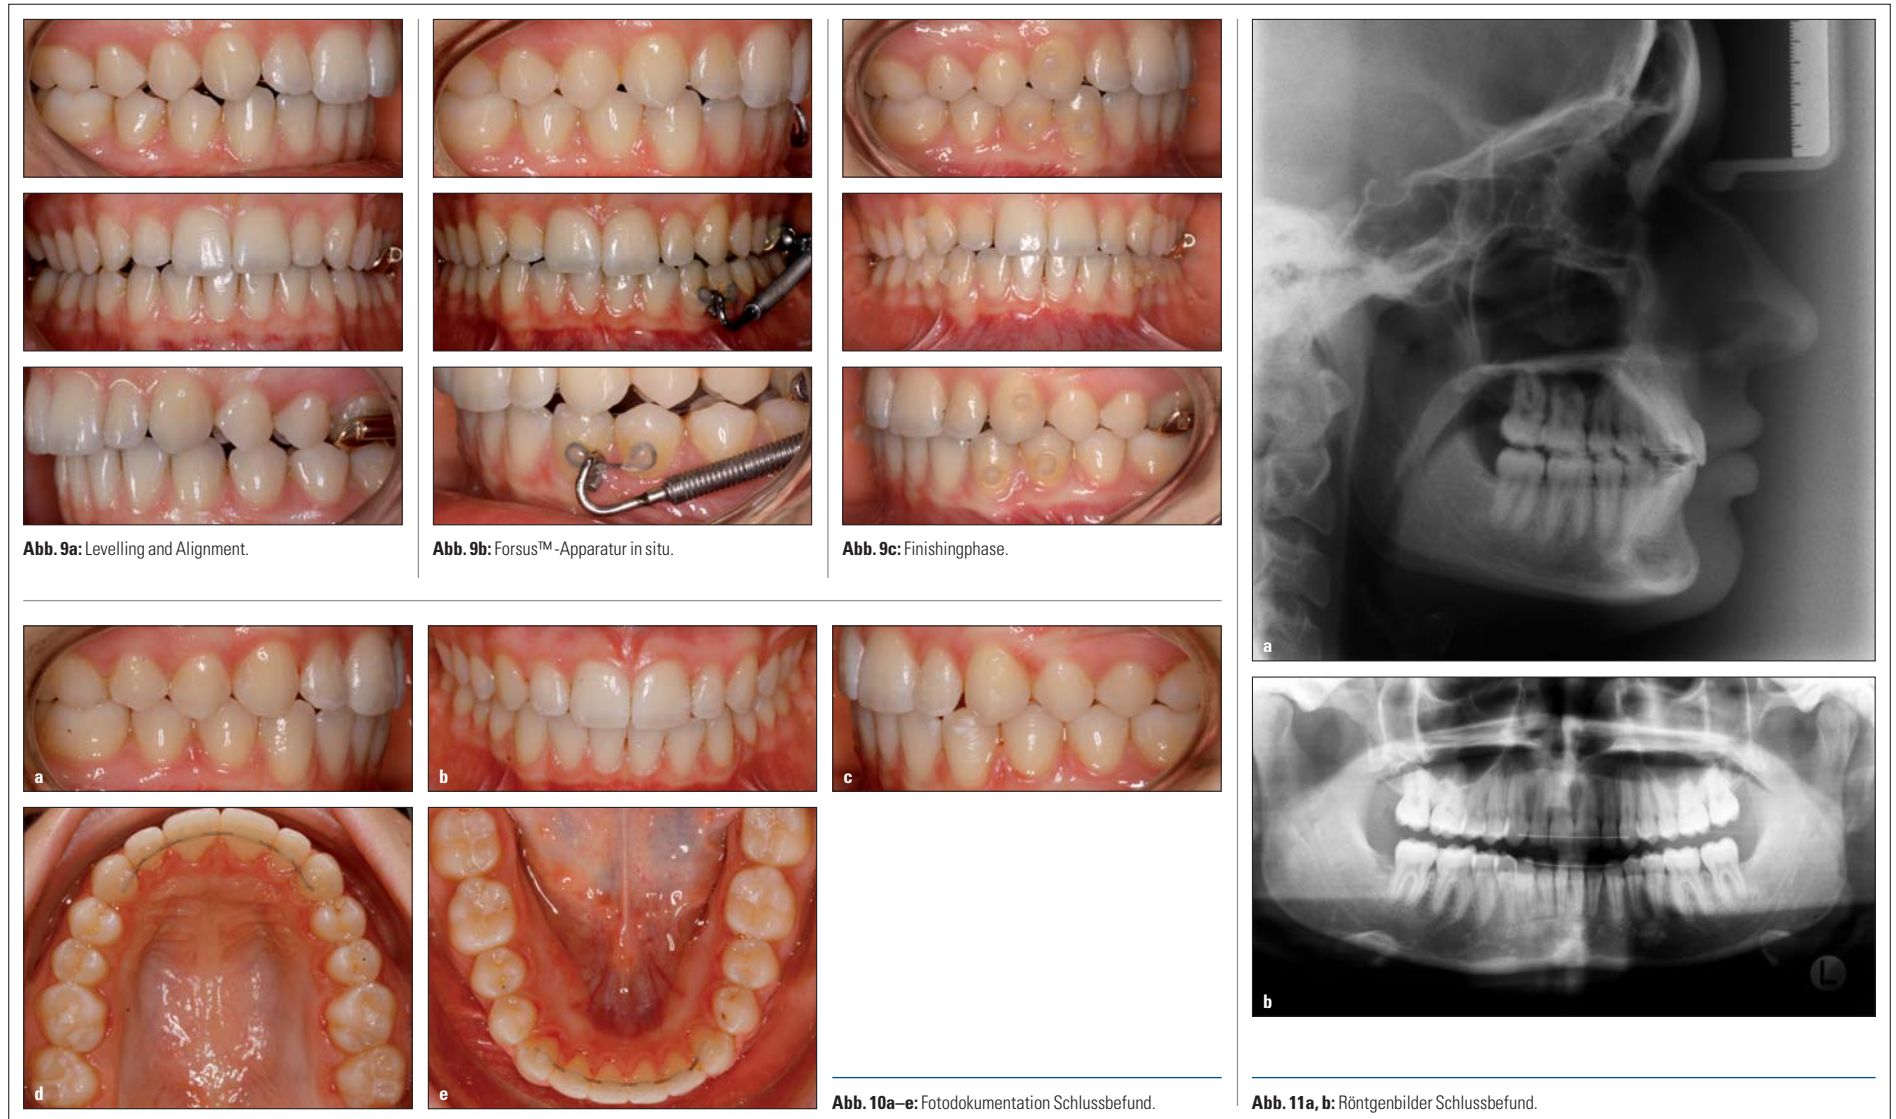 Abb. 9a: Levelling and Alignment.
Abb. 9b: Forsus™-Apparatur in situ.
Abb. 9c: Finishingphase.
a
b
c
d
e
Abb. 10a–e: Fotodokumentation Schlussbefund.
a
b
L
Abb. 11a, b: Röntgenbilder Schlussbefund.